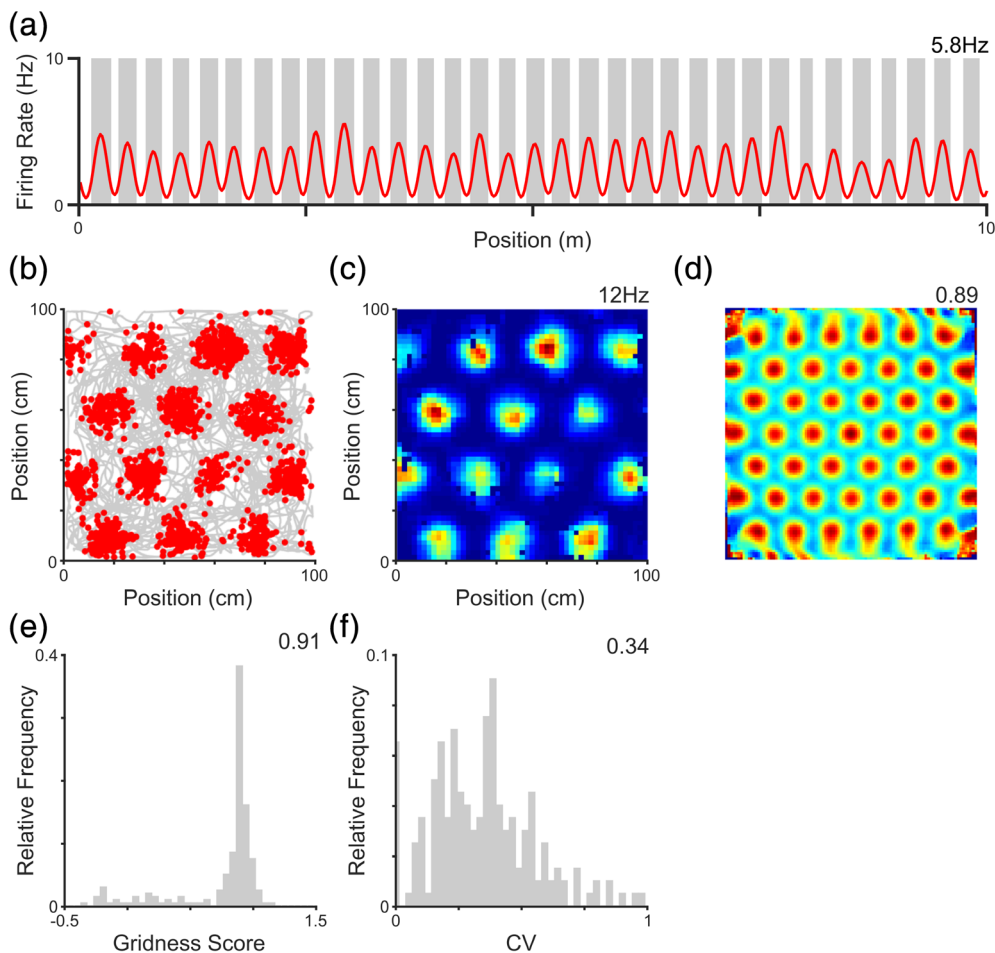 (a)
5.8Hz
10
Firing Rate (Hz)
0
0
10
Position (m)
(b)
100
Position (cm)
0
0
100
Position (cm)
(c)
12Hz
100
Position (cm)
0
0
100
Position (cm)
(d)
0.89
(e)
0.91
0.4
Relative Frequency
0
-0.5
1.5
Gridness Score
(f)
0.34
0.1
Relative Frequency
0
0
1
CV